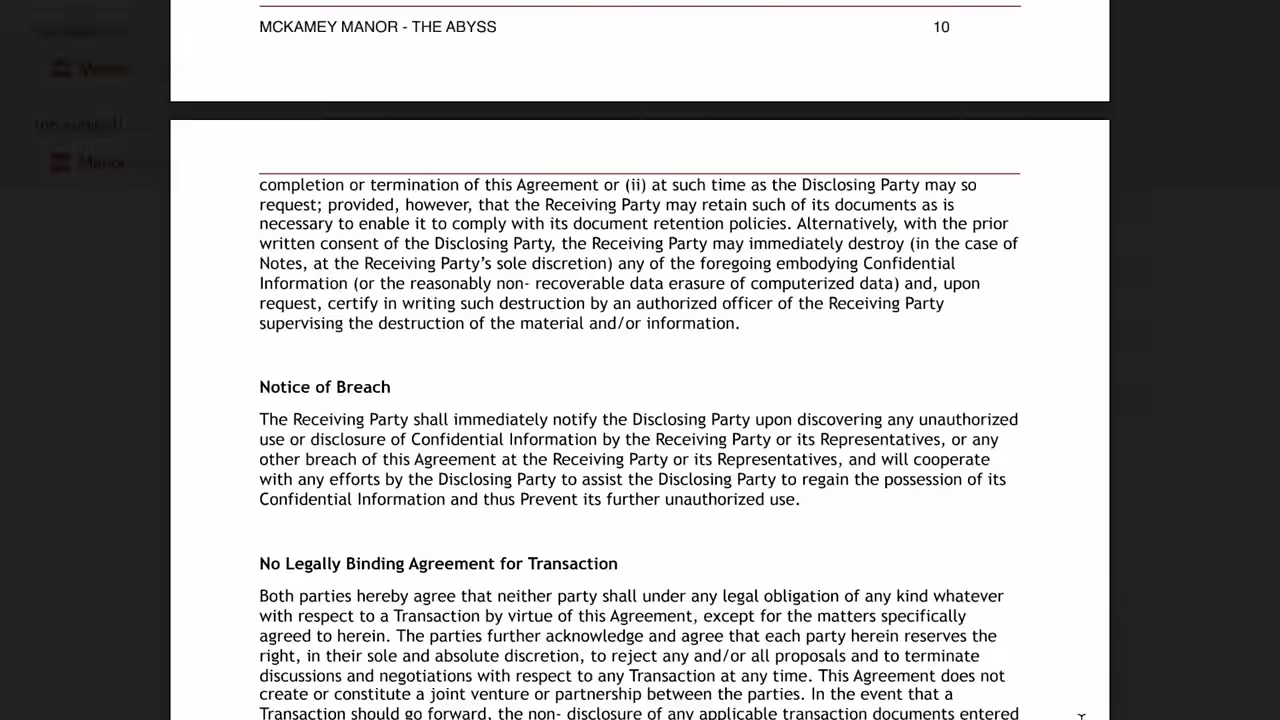 MCKAMEY MANOR - THE ABYSS 10
completion or termination of this Agreement or (ii) at such time as the Disclosing Party may so
request; provided, however, that the Receiving Party may retain such of its documents as is
necessary to enable it to comply with its document retention policies. Alternatively, with the prior
written consent of the Disclosing Party, the Receiving Party may immediately destroy (in the case of
Notes, at the Receiving Party’s sole discretion) any of the foregoing embodying Confidential
Information (or the reasonably non- recoverable data erasure of computerized data) and, upon
request, certify in writing such destruction by an authorized officer of the Receiving Party
supervising the destruction of the material and/or information.
Notice of Breach
The Receiving Party shall immediately notify the Disclosing Party upon discovering any unauthorized
use or disclosure of Confidential Information by the Receiving Party or its Representatives, or any
other breach of this Agreement at the Receiving Party or its Representatives, and will cooperate
with any efforts by the Disclosing Party to assist the Disclosing Party to regain the possession of its
Confidential Information and thus Prevent its further unauthorized use.
No Legally Binding Agreement for Transaction
Both parties hereby agree that neither party shall under any legal obligation of any kind whatever
with respect to a Transaction by virtue of this Agreement, except for the matters specifically
agreed to herein. The parties further acknowledge and agree that each party herein reserves the
right, in their sole and absolute discretion, to reject any and/or all proposals and to terminate
discussions and negotiations with respect to any Transaction at any time. This Agreement does not
create or constitute a joint venture or partnership between the parties. In the event that a
Transaction should go forward, the non- disclosure of any applicable transaction documents entered